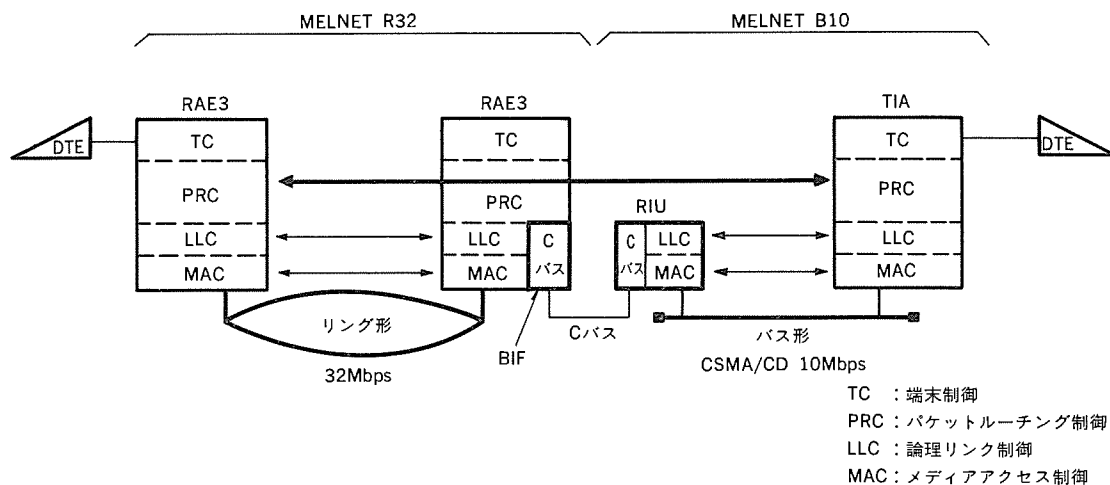 MELNET R32
MELNET B10
RAE3
RAE3
TIA
DTE
TC
PRC
LLC
MAC
TC
PRC
LLC
MAC
C
バス
BIF
RIU
C
バス
LLC
MAC
TC
PRC
LLC
MAC
DTE
リング形
32Mbps
Cバス
バス形
CSMA/CD 10Mbps
TC :端末制御
PRC:パケットルーチング制御
LLC:論理リンク制御
MAC:メディアアクセス制御